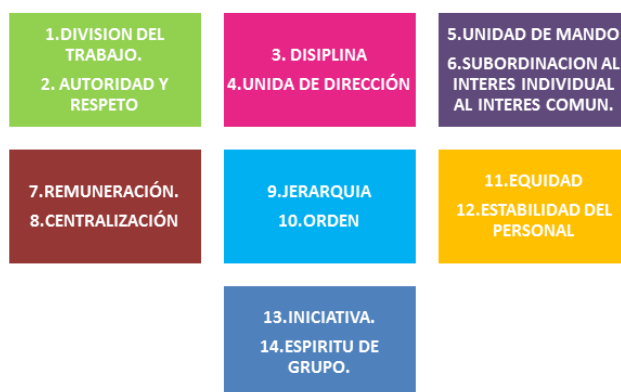 1.DIVISION DEL
TRABAJO.
2. AUTORIDAD Y
RESPETO
3. DISIPLINA
4.UNIDA DE DIRECCIÓN
5.UNIDAD DE MANDO
6.SUBORDINACION AL
INTERES INDIVIDUAL
AL INTERES COMUN.
7.REMUNERACIÓN.
8.CENTRALIZACIÓN
9.JERARQUIA
10.ORDEN
11.EQUIDAD
12.ESTABILIDAD DEL
PERSONAL
13.INICIATIVA.
14.ESPIRITU DE
GRUPO.